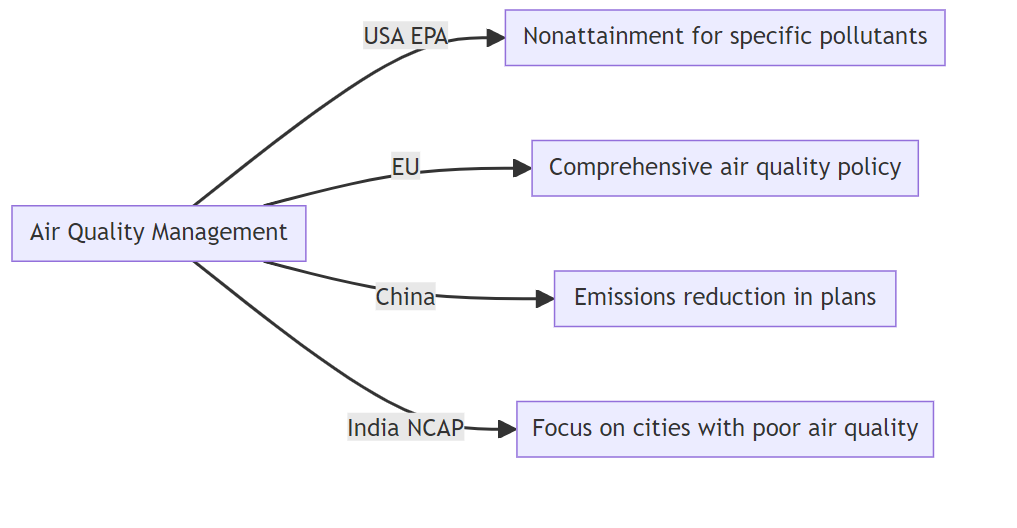 USA EPA
Nonattainment for specific pollutants
EU
Comprehensive air quality policy
Air Quality Management
China
Emissions reduction in plans
India NCAP
Focus on cities with poor air quality